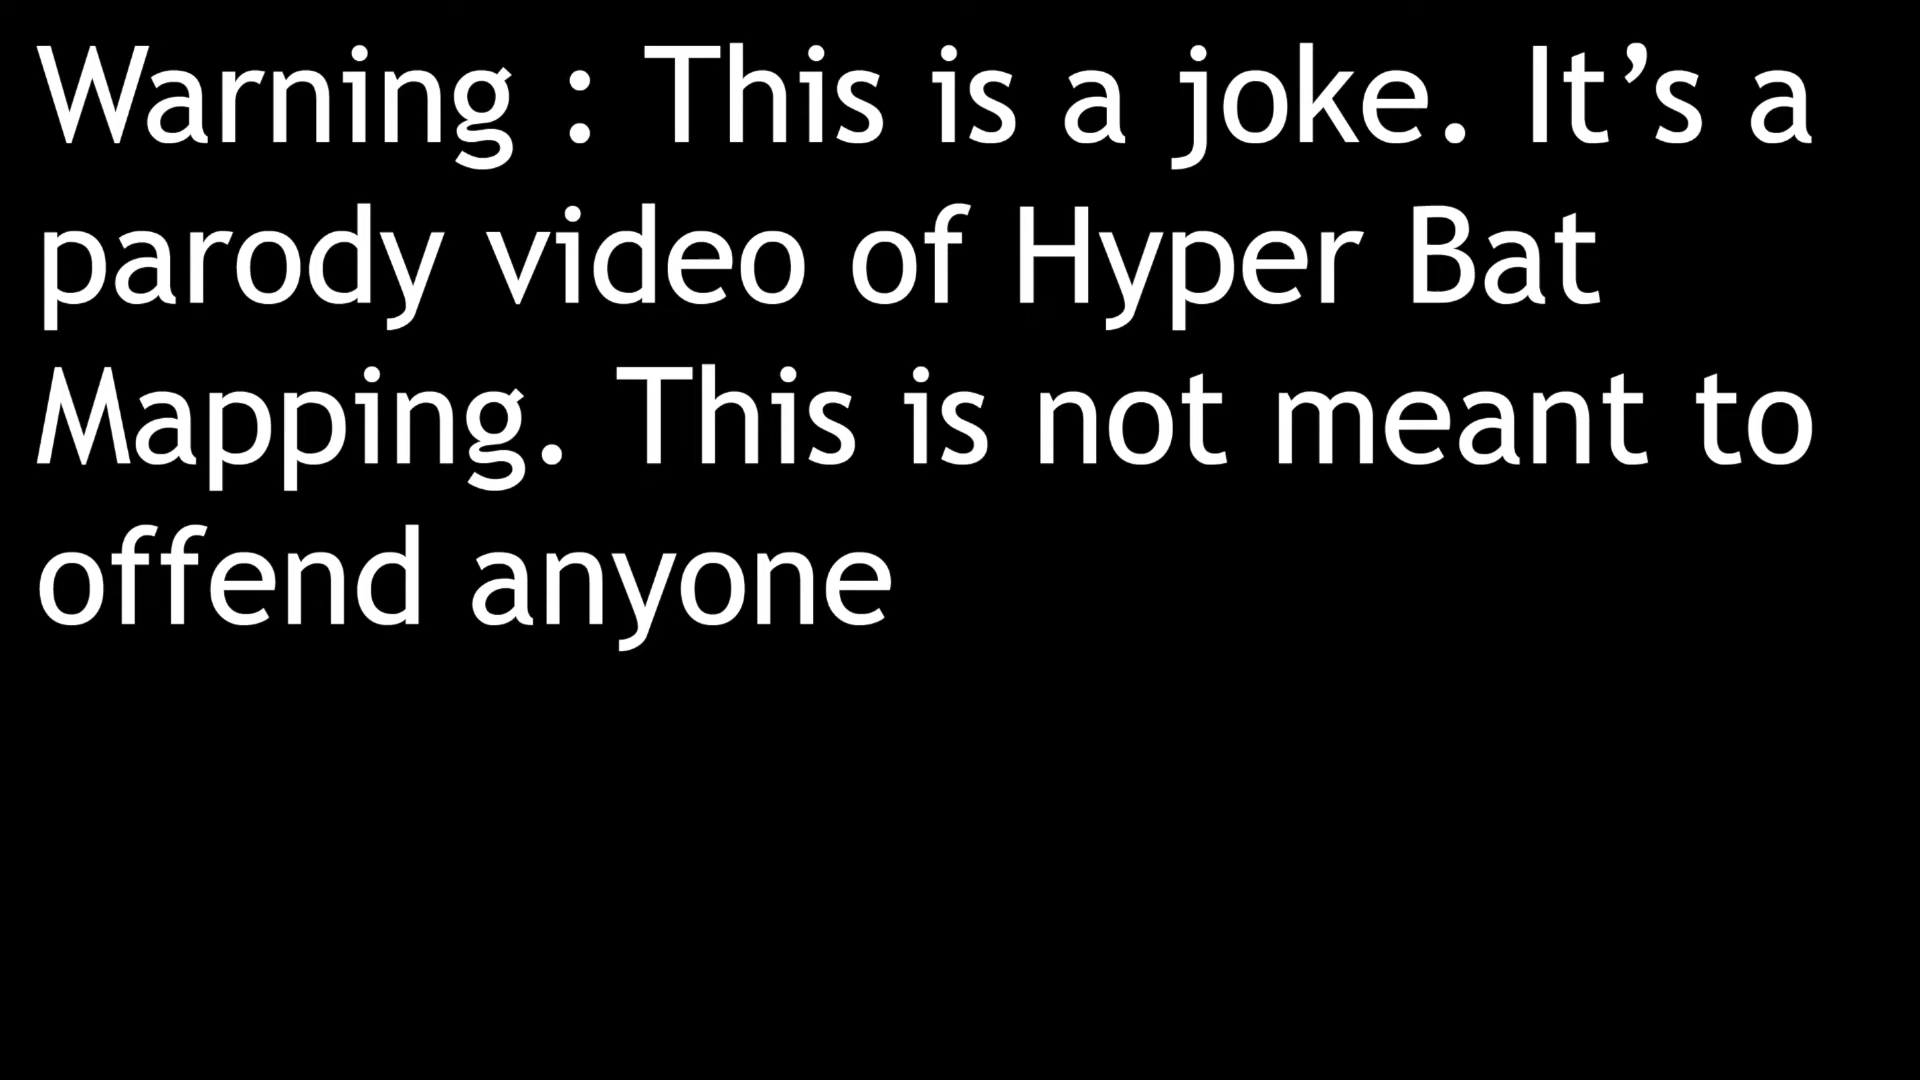 Warning : This is a joke. It’s a
parody video of Hyper Bat
Mapping. This is not meant to
offend anyone